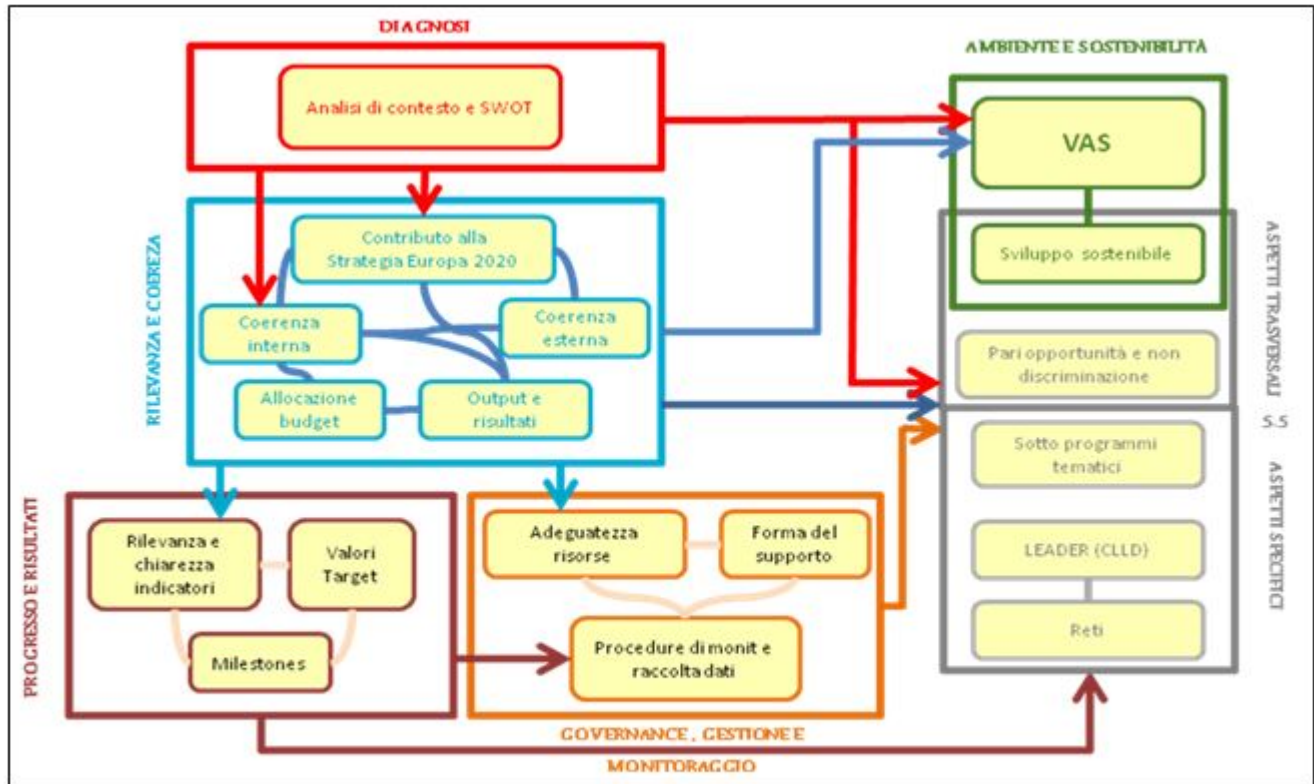 DIAGNOSI
Analisi di contesto e SWOT
AMBIENTE E SOSTENIBILITÀ
VAS
Sviluppo sostenibile
RILEVANZA E COEREZA
Contributo alla
Strategia Europa 2020
Coerenza
interna
Coerenza
esterna
Allocazione
budget
Output e
risultati
ASPETTI TRASVERSALI
Pari opportunità e non
discriminazione
5.5
ASPETTI SPECIFICI
Sotto programmi
tematici
LEADER (CLLD)
Reti
PROGRESSO E RISULTATI
Rilevanza e
chiarezza
indicatori
Valori
Target
Milestones
Adeguatezza
risorse
Forma del
supporto
Procedure di monit e
raccolta dati
GOVERNANCE, GESTIONE E
MONITORAGGIO